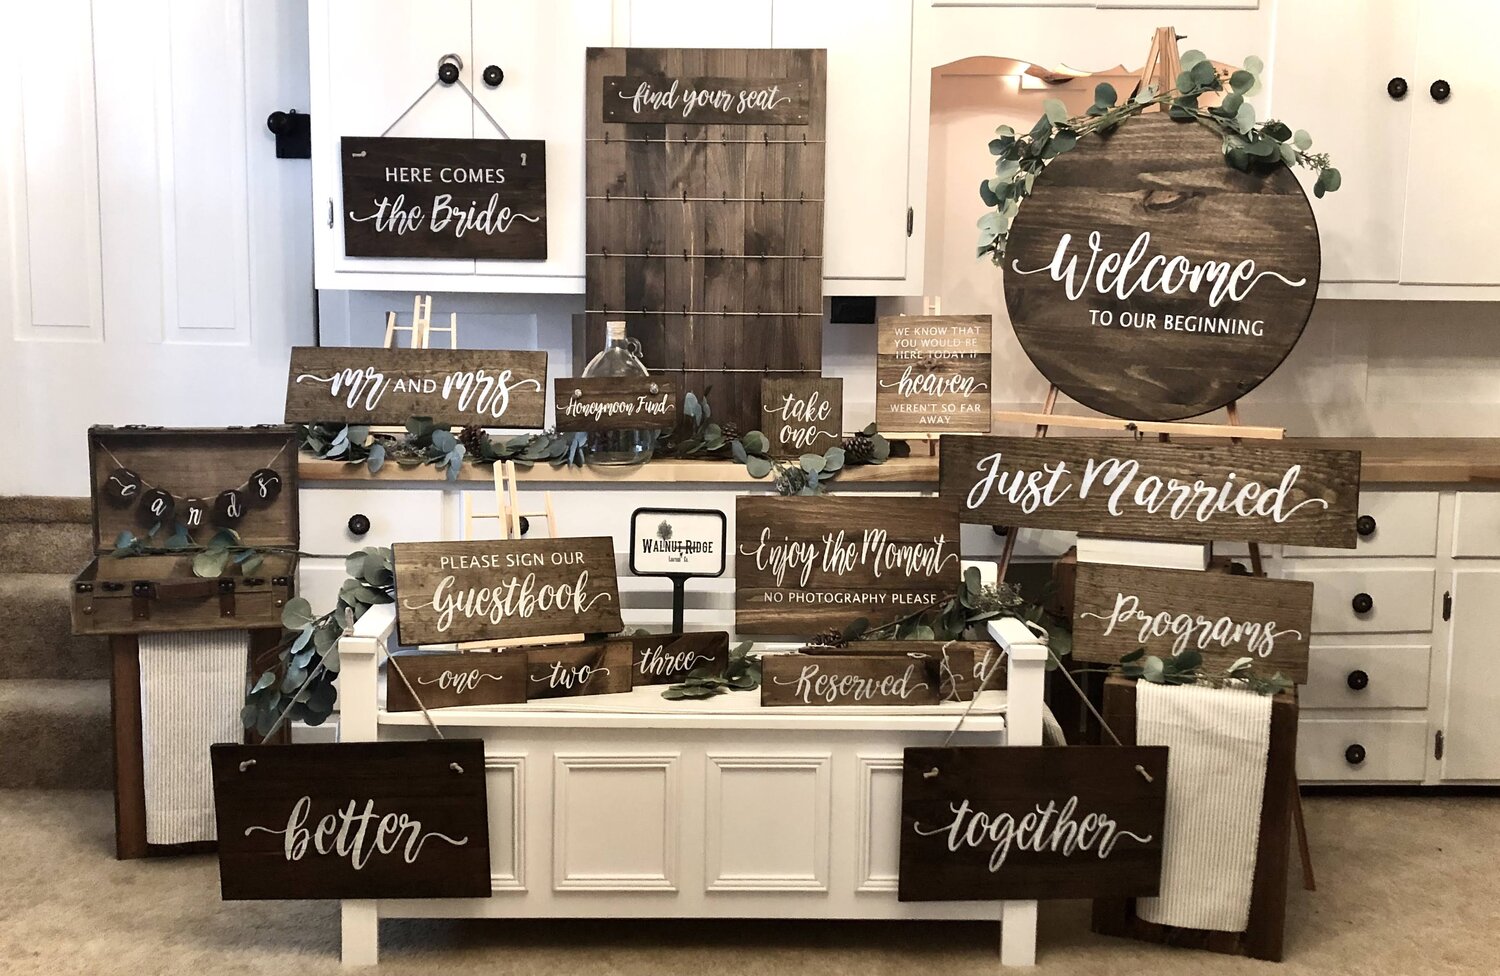 find your seat
HERE COMES
the Bride
Welcome
TO OUR BEGINNING
mr AND mrs
Honeymoon Fund
take
one
WE KNOW THAT
YOU WOULD BE
HERE TODAY IF
heaven
WEREN'T SO FAR
AWAY
cards
Just Married
PLEASE SIGN OUR
Guestbook
WALNUT RIDGE
Enjoy the Moment
NO PHOTOGRAPHY PLEASE
Programs
one
two
three
Reserved
d
better
together